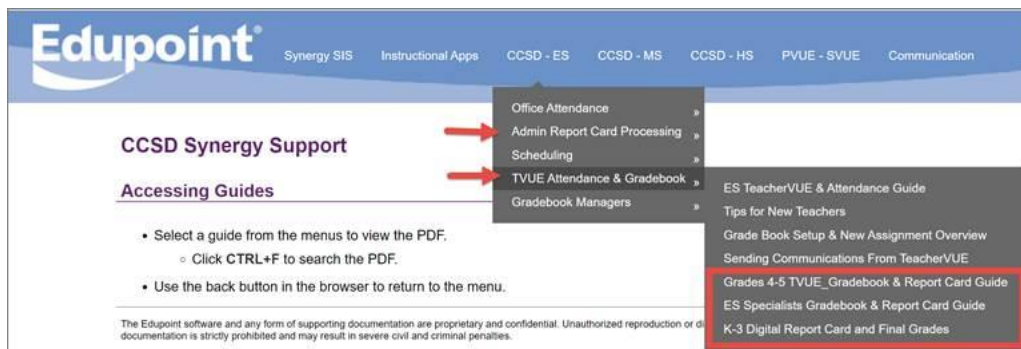 Edupoint®
Synergy SIS Instructional Apps CCSD - ES CCSD - MS CCSD - HS PVUE - SVUE Communication
Office Attendance »
Admin Report Card Processing »
Scheduling »
TVUE Attendance & Gradebook »
Gradebook Managers »
ES TeacherVUE & Attendance Guide
Tips for New Teachers
Grade Book Setup & New Assignment Overview
Sending Communications From TeacherVUE
Grades 4-5 TVUE_Gradebook & Report Card Guide
ES Specialists Gradebook & Report Card Guide
K-3 Digital Report Card and Final Grades
CCSD Synergy Support
Accessing Guides
• Select a guide from the menus to view the PDF.
○ Click CTRL+F to search the PDF.
• Use the back button in the browser to return to the menu.
The Edupoint software and any form of supporting documentation are proprietary and confidential. Unauthorized reproduction or
documentation is strictly prohibited and may result in severe civil and criminal penalties.